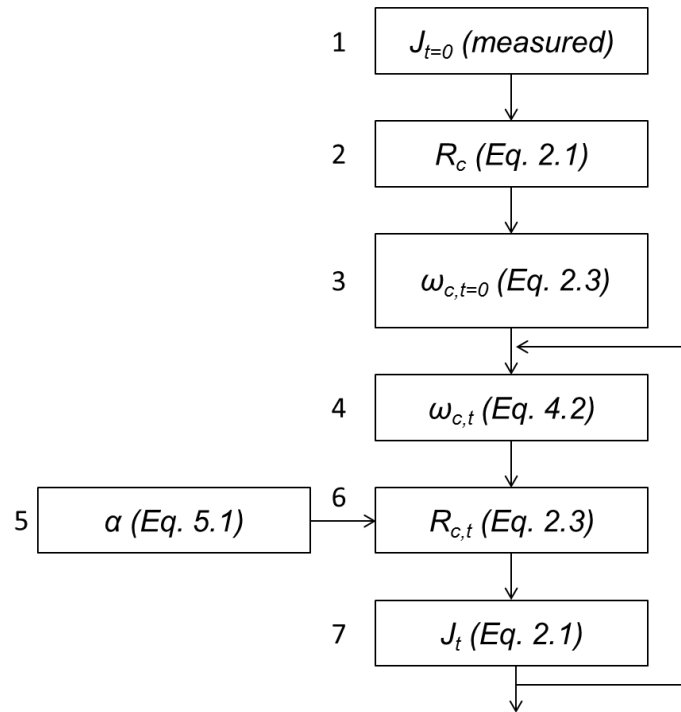 1 J_{t=0} (measured)
2 R_c (Eq. 2.1)
3 ω_{c,t=0} (Eq. 2.3)
4 ω_{c,t} (Eq. 4.2)
5 α (Eq. 5.1)
6 R_{c,t} (Eq. 2.3)
7 J_t (Eq. 2.1)